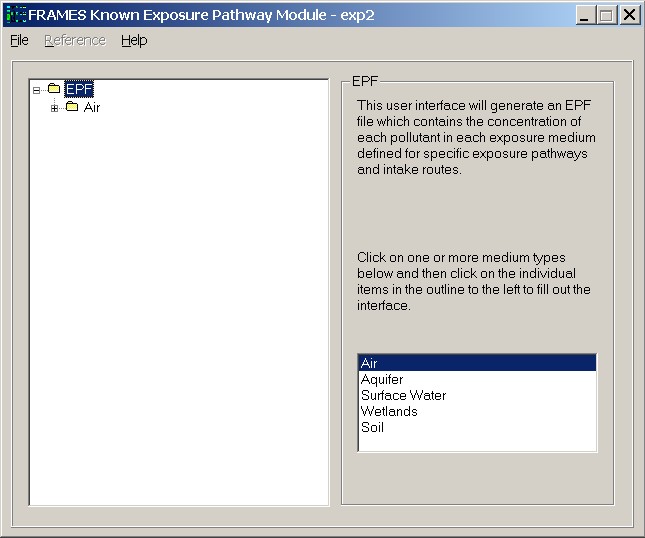 FRAMES Known Exposure Pathway Module - exp2
File Reference Help
EPF
Air
EPF
This user interface will generate an EPF
file which contains the concentration of
each pollutant in each exposure medium
defined for specific exposure pathways
and intake routes.
Click on one or more medium types
below and then click on the individual
items in the outline to the left to fill out the
interface.
Air
Aquifer
Surface Water
Wetlands
Soil